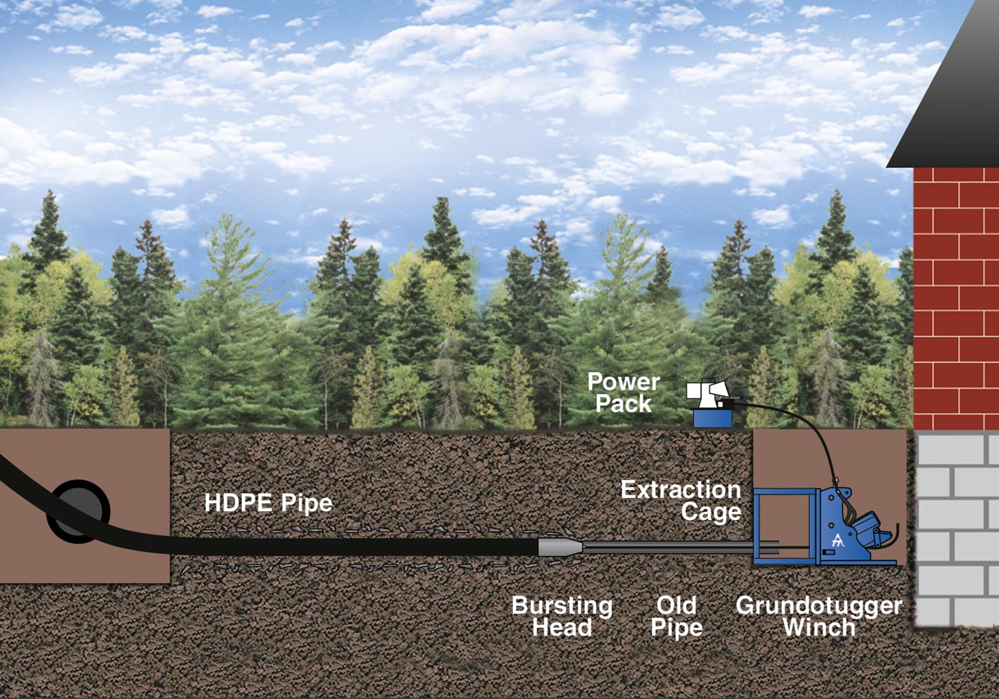 Power
Pack
HDPE Pipe
Extraction
Cage
Bursting
Head
Old
Pipe
Grundotugger
Winch